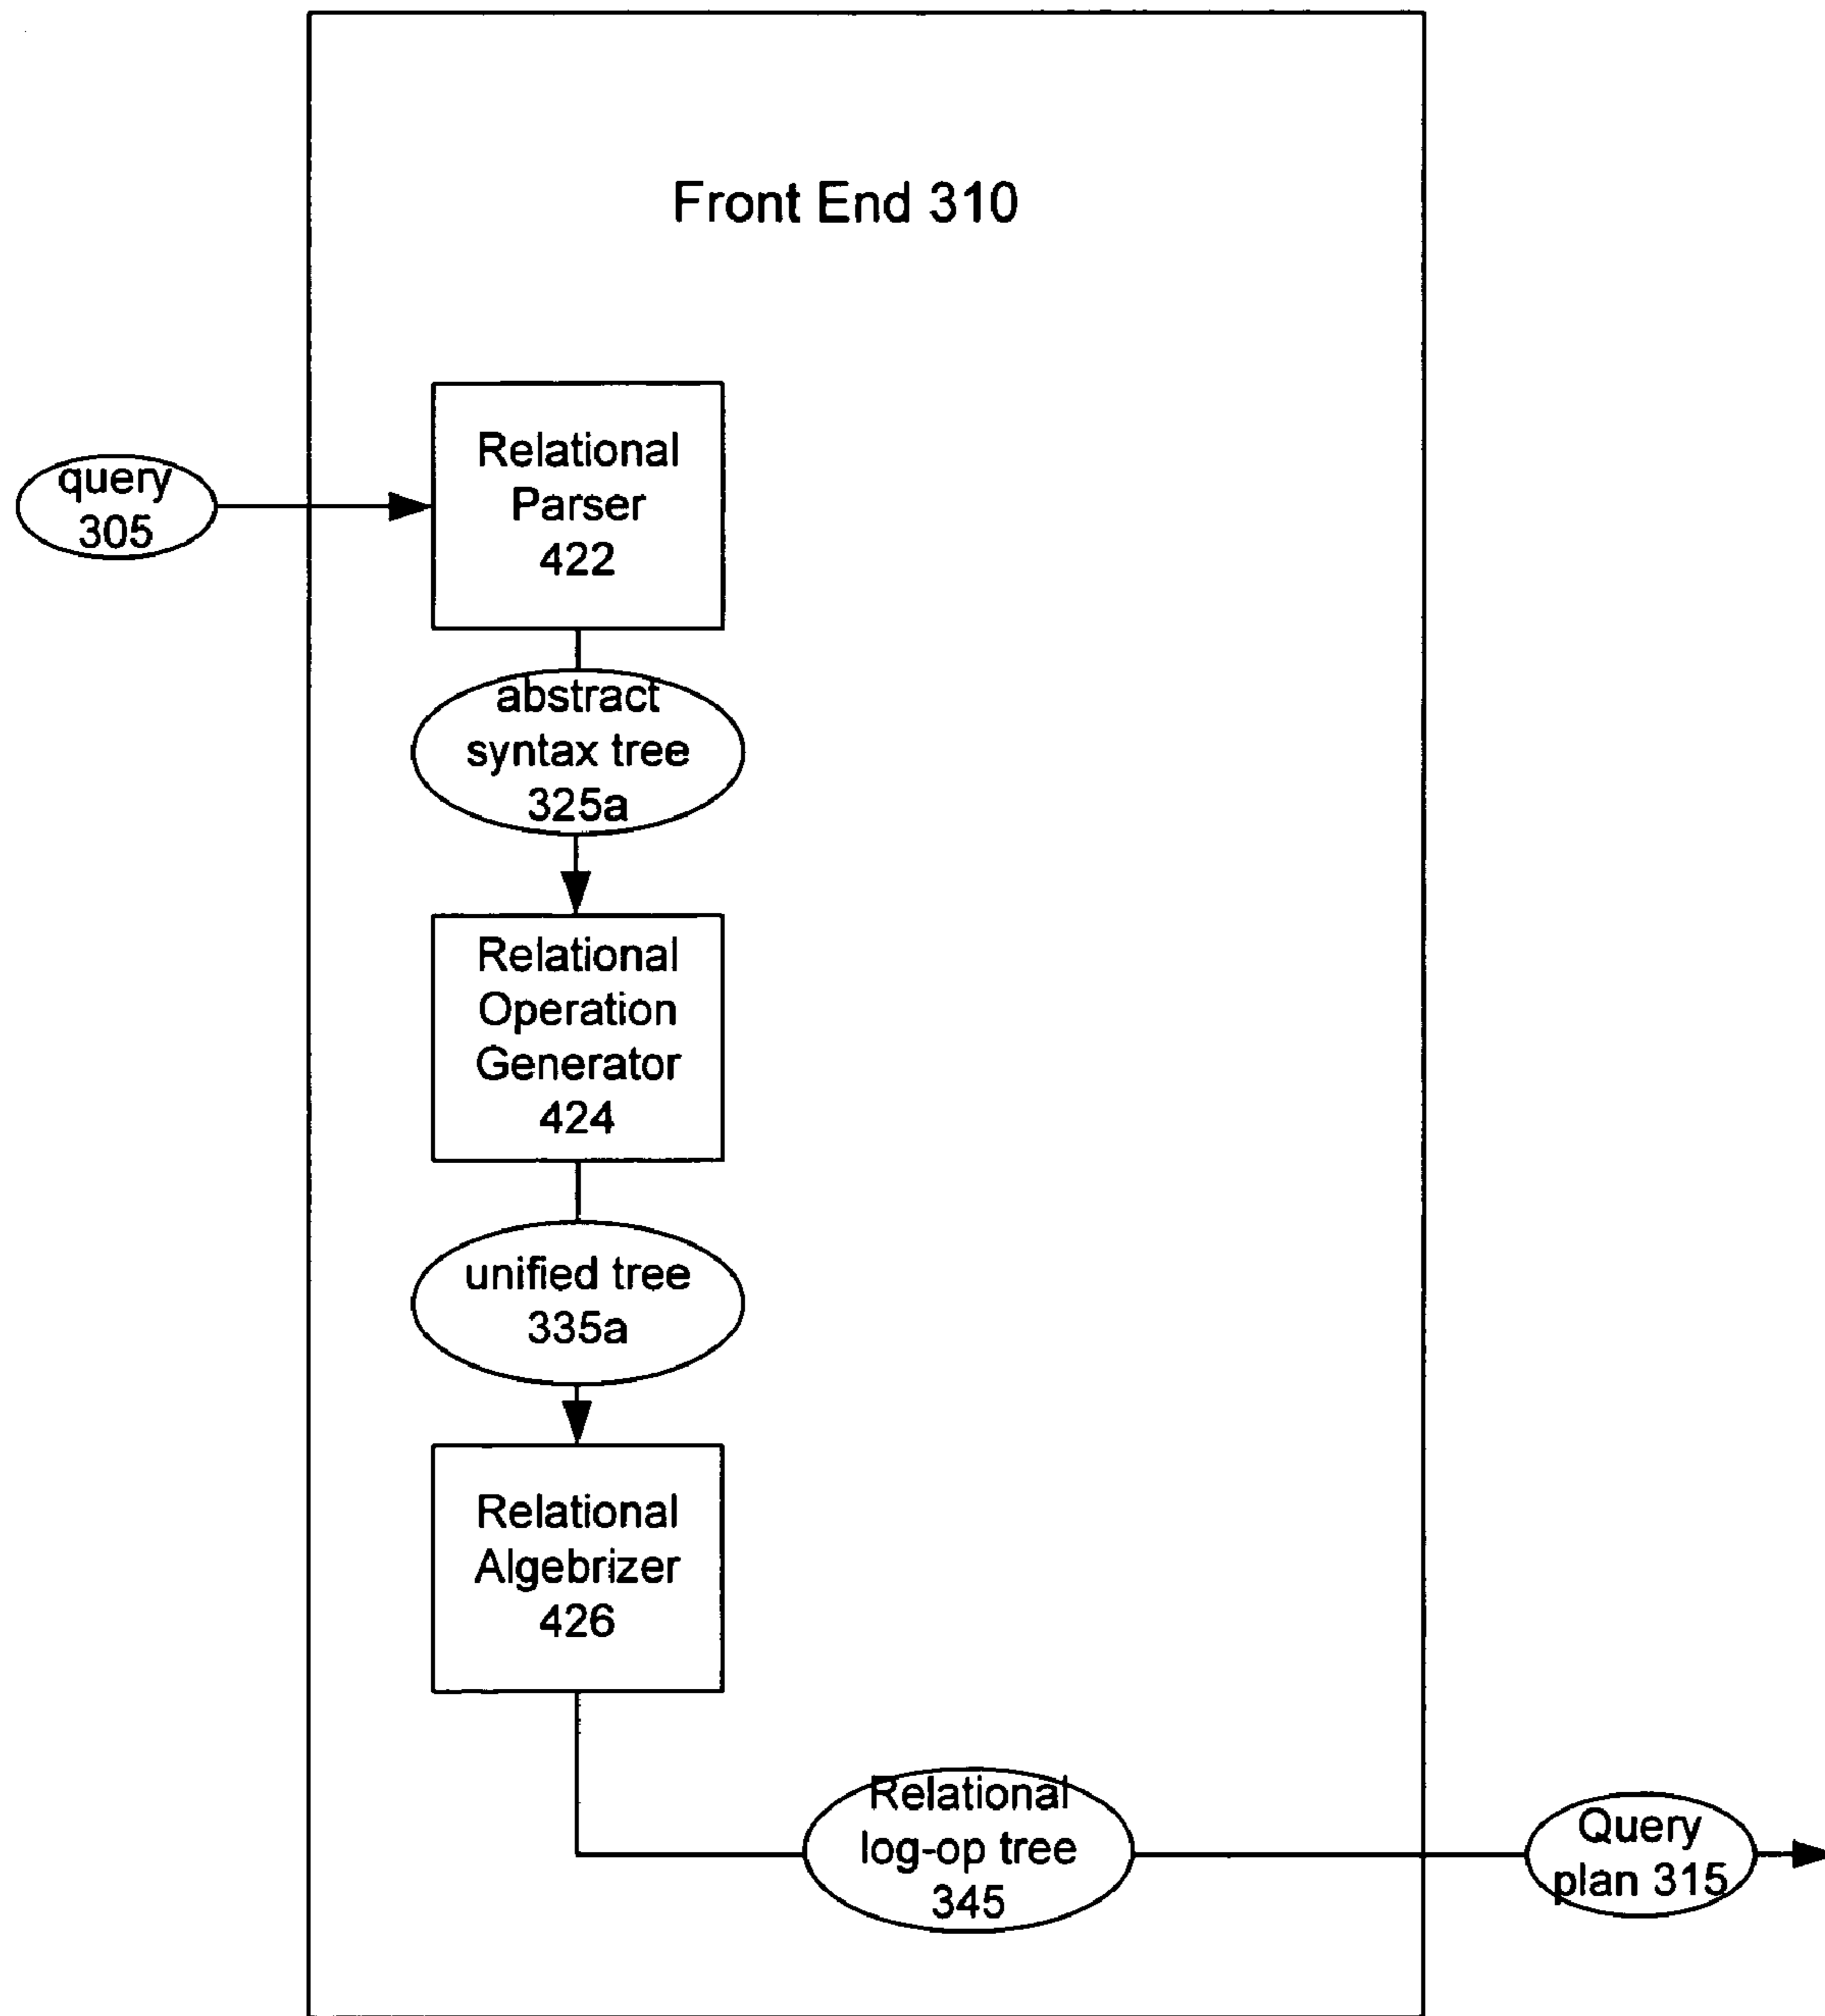 Front End 310
query
305
Relational
Parser
422
abstract
syntax tree
325a
Relational
Operation
Generator
424
unified tree
335a
Relational
Algebrizer
426
Relational
log-op tree
345
Query
plan 315